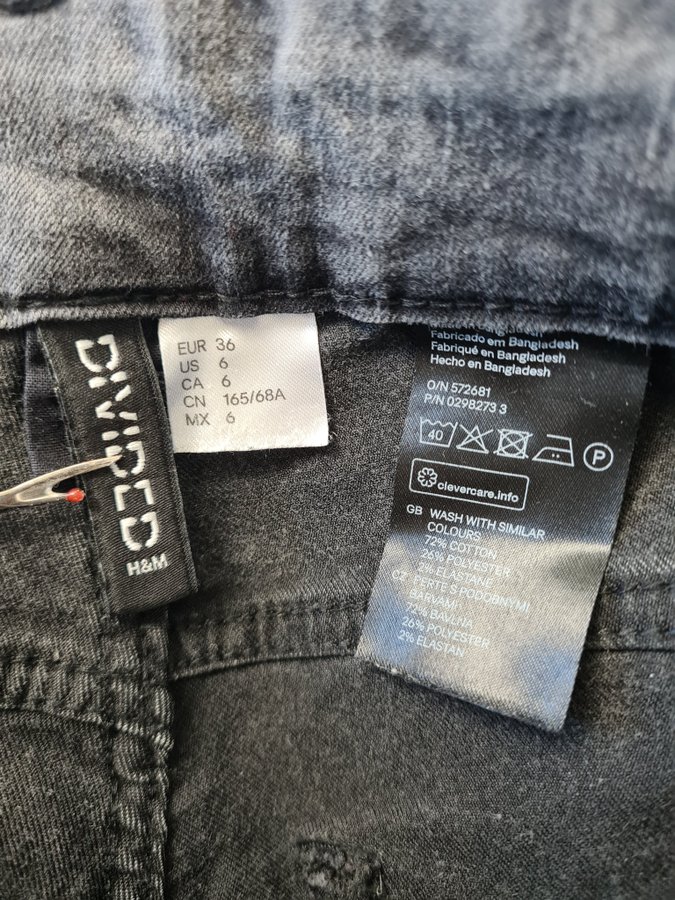 DIVIDED
H&M
EUR 36
US 6
CA 6
CN 165/68A
MX 6
Fabricado em Bangladesh
Fabriqué en Bangladesh
Hecho en Bangladesh
O/N 572681
P/N 0298273 3
40
P
clevercare.info
GB WASH WITH SIMILAR
COLOURS
72% COTTON
26% POLYESTER
2% ELASTANE
CZ PERTE S PODOBNÝMI
BARVAMI
72% BAVLNA
26% POLYESTER
2% ELASTAN